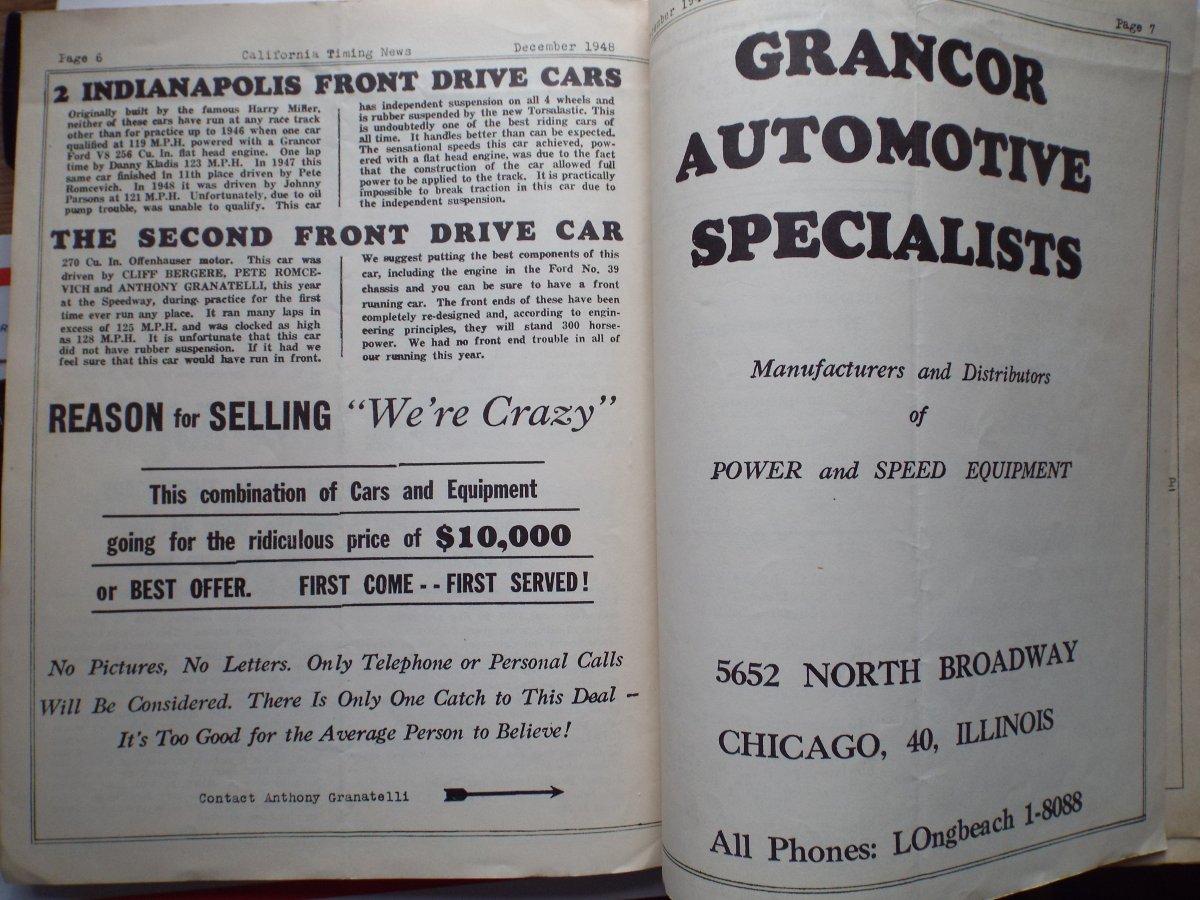 Page 6 California Timing News December 1948
2 INDIANAPOLIS FRONT DRIVE CARS
Originally built by the famous Harry Miller,
neither of these cars have run at any race track
other than for practice up to 1946 when one car
qualified at 119 M.P.H. powered with a Grancor
Ford V8 256 Cu. In. flat head engine. One lap
time by Danny Kladis 123 M.P.H. In 1947 this
same car finished in 11th place driven by Pete
Romcevich. In 1948 it was driven by Johnny
Parsons at 121 M.P.H. Unfortunately, due to oil
pump trouble, was unable to qualify. This car
has independent suspension on all 4 wheels and
is rubber suspended by the new Torsalastic. This
is undoubtedly one of the best riding cars of
all time. It handles better than can be expected.
The sensational speeds this car achieved, pow-
ered with a flat head engine, was due to the fact
that the construction of the car allowed full
power to be applied to the track. It is practically
impossible to break traction in this car due to
the independent suspension.
THE SECOND FRONT DRIVE CAR
270 Cu. In. Offenhauser motor. This car was
driven by CLIFF BERGERE, PETE ROMCE-
VICH and ANTHONY GRANATELLI, this year
at the Speedway, during practice for the first
time ever run any place. It ran many laps in
excess of 125 M.P.H. and was clocked as high
as 128 M.P.H. It is unfortunate that this car
did not have rubber suspension. If it had we
feel sure that this car would have run in front.
We suggest putting the best components of this
car, including the engine in the Ford No. 39
chassis and you can be sure to have a front
running car. The front ends of these have been
completely re-designed and, according to engin-
eering principles, they will stand 300 horse-
power. We had no front end trouble in all of
our running this year.
REASON for SELLING "We're Crazy"
This combination of Cars and Equipment
going for the ridiculous price of $10,000
or BEST OFFER. FIRST COME - - FIRST SERVED!
No Pictures, No Letters. Only Telephone or Personal Calls
Will Be Considered. There Is Only One Catch to This Deal —
It's Too Good for the Average Person to Believe!
Contact Anthony Granatelli
Page 7
GRANCOR
AUTOMOTIVE
SPECIALISTS
Manufacturers and Distributors
of
POWER and SPEED EQUIPMENT
5652 NORTH BROADWAY
CHICAGO, 40, ILLINOIS
All Phones: LOngbeach 1-8088